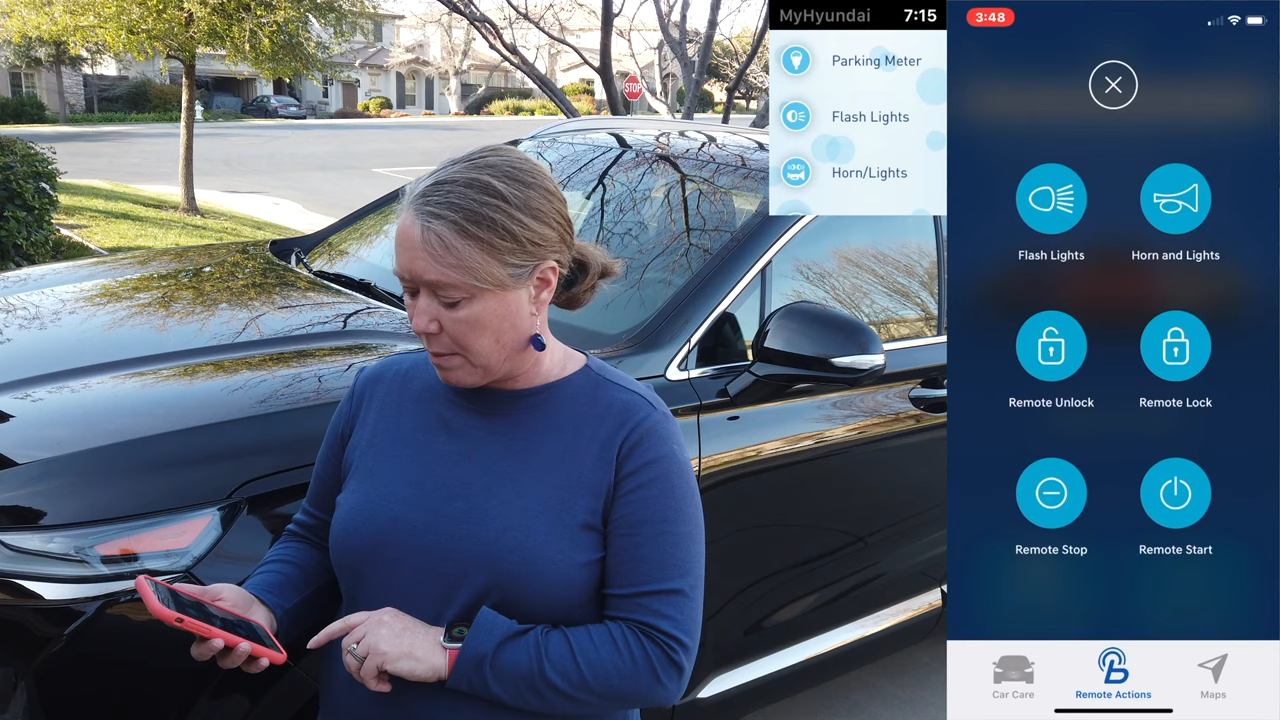 STOP
MyHyundai 7:15
Parking Meter
Flash Lights
Horn/Lights
3:48
Flash Lights
Horn and Lights
Remote Unlock
Remote Lock
Remote Stop
Remote Start
Car Care
Remote Actions
Maps